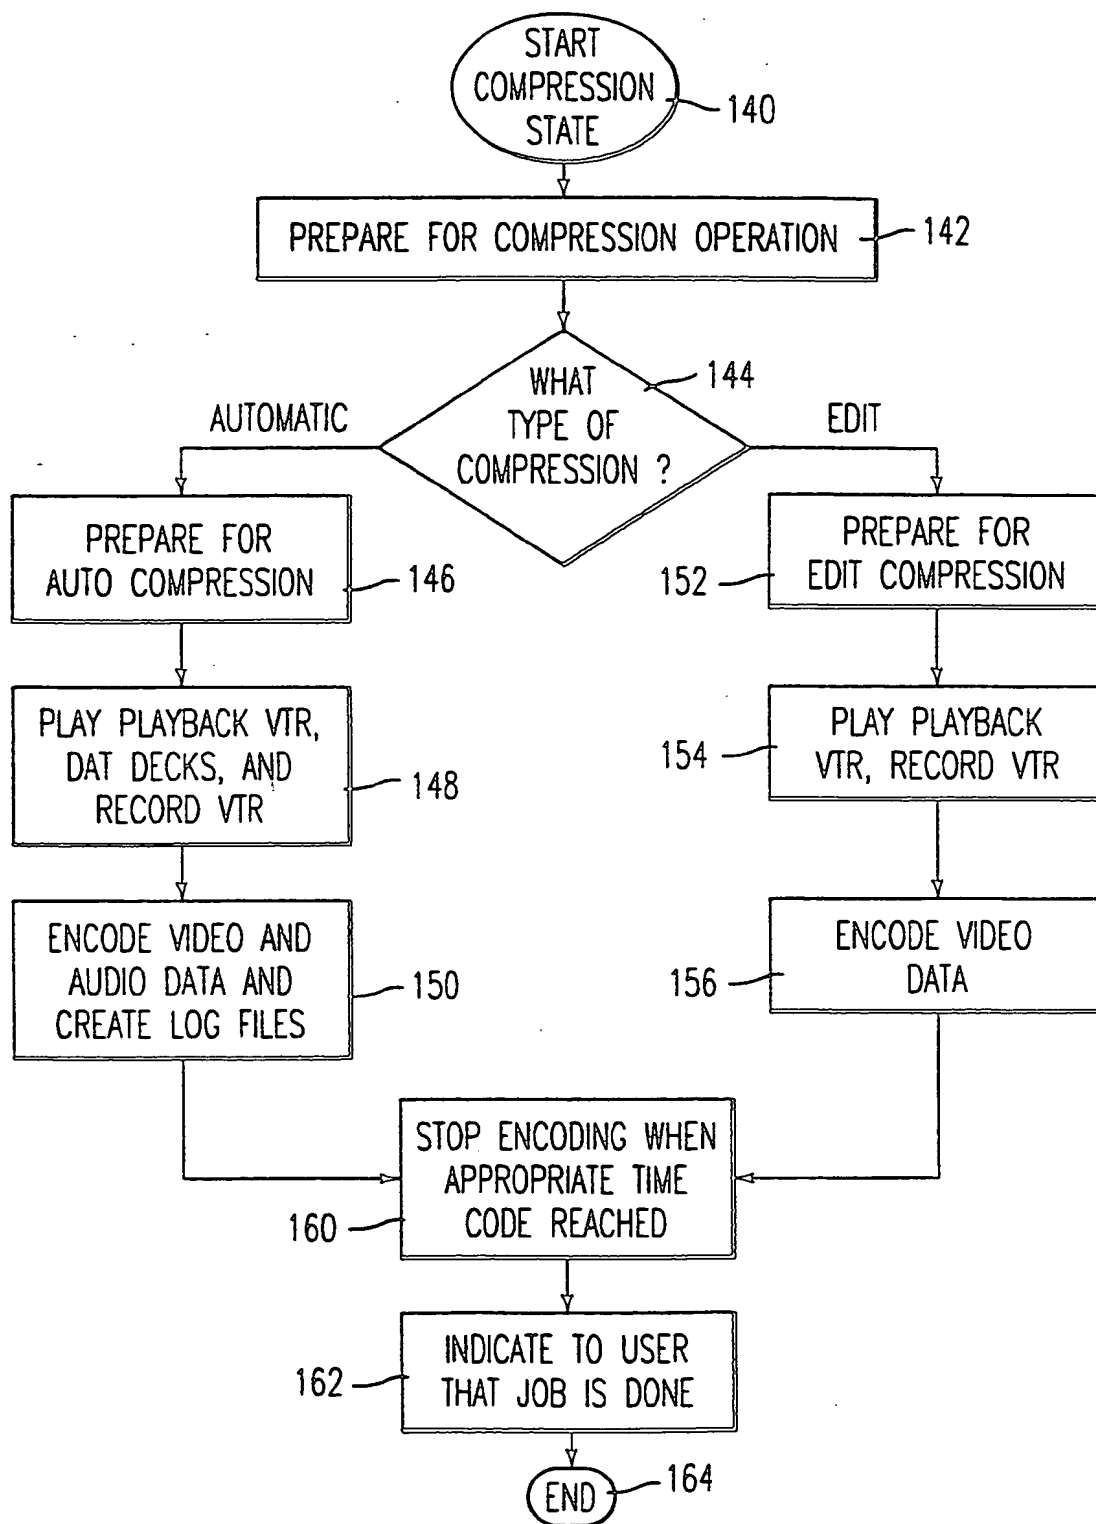 START
COMPRESSION
STATE
140
PREPARE FOR COMPRESSION OPERATION
142
WHAT
TYPE OF
COMPRESSION ?
144
AUTOMATIC
EDIT
PREPARE FOR
AUTO COMPRESSION
146
152
PREPARE FOR
EDIT COMPRESSION
PLAY PLAYBACK VTR,
DAT DECKS, AND
RECORD VTR
148
154
PLAY PLAYBACK
VTR, RECORD VTR
ENCODE VIDEO AND
AUDIO DATA AND
CREATE LOG FILES
150
156
ENCODE VIDEO
DATA
STOP ENCODING WHEN
APPROPRIATE TIME
CODE REACHED
160
INDICATE TO USER
THAT JOB IS DONE
162
END
164